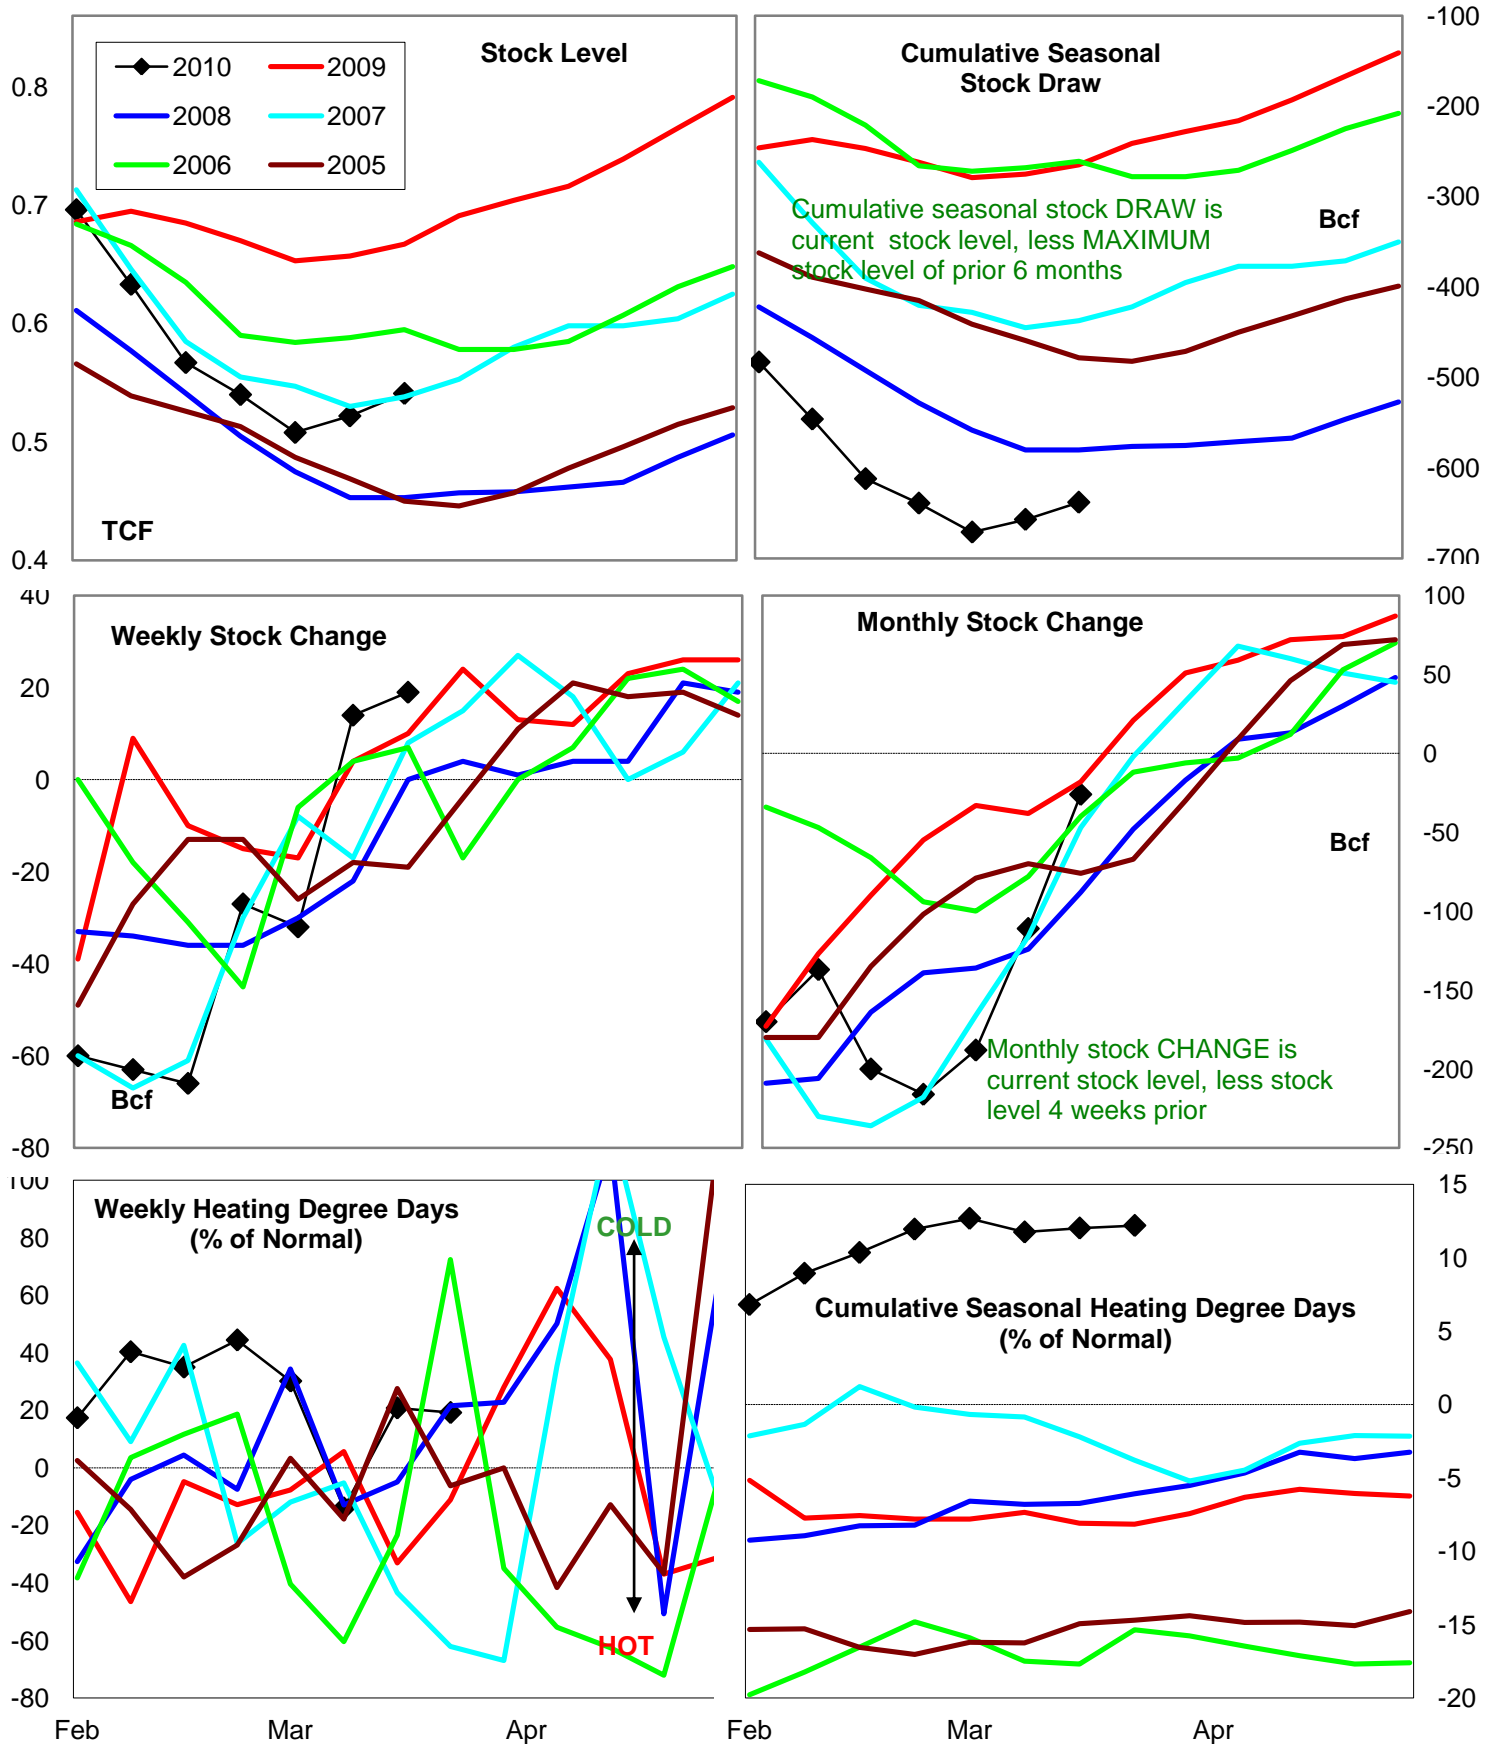 Stock Level
2010
2009
2008
2007
2006
2005
0.8
0.7
0.6
0.5
0.4
TCF
Cumulative Seasonal
Stock Draw
Cumulative seasonal stock DRAW is
current stock level, less MAXIMUM
stock level of prior 6 months
Bcf
-100
-200
-300
-400
-500
-600
-700
Weekly Stock Change
40
20
0
-20
-40
-60
-80
Bcf
Monthly Stock Change
100
50
0
-50
-100
-150
-200
-250
Bcf
Monthly stock CHANGE is
current stock level, less stock
level 4 weeks prior
Weekly Heating Degree Days
(% of Normal)
100
80
60
40
20
0
-20
-40
-60
-80
COLD
HOT
Feb
Mar
Apr
Cumulative Seasonal Heating Degree Days
(% of Normal)
15
10
5
0
-5
-10
-15
-20
Feb
Mar
Apr